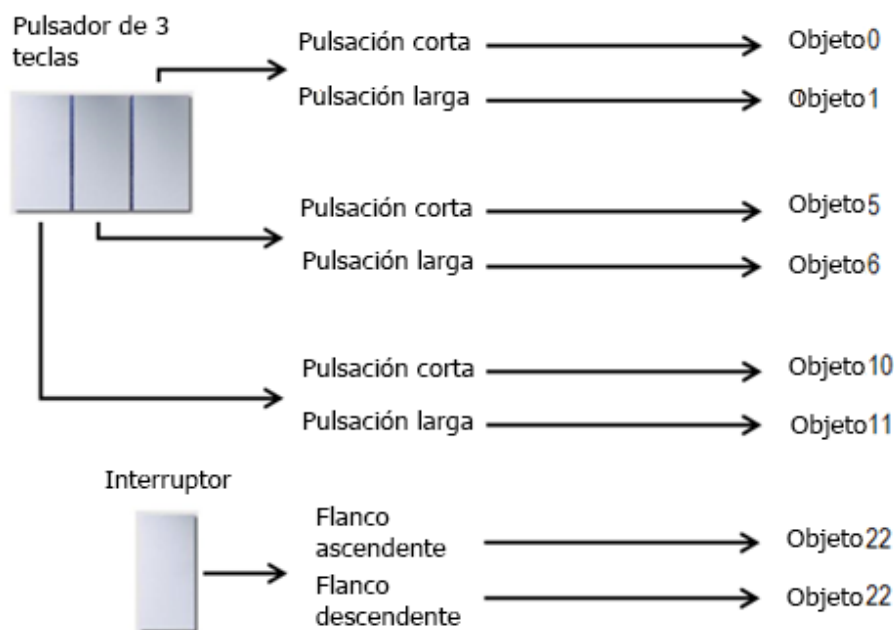 Pulsador de 3
teclas
Pulsación corta
Objeto0
Pulsación larga
Objeto1
Pulsación corta
Objeto5
Pulsación larga
Objeto6
Pulsación corta
Objeto10
Pulsación larga
Objeto11
Interruptor
Flanco
ascendente
Objeto22
Flanco
descendente
Objeto22